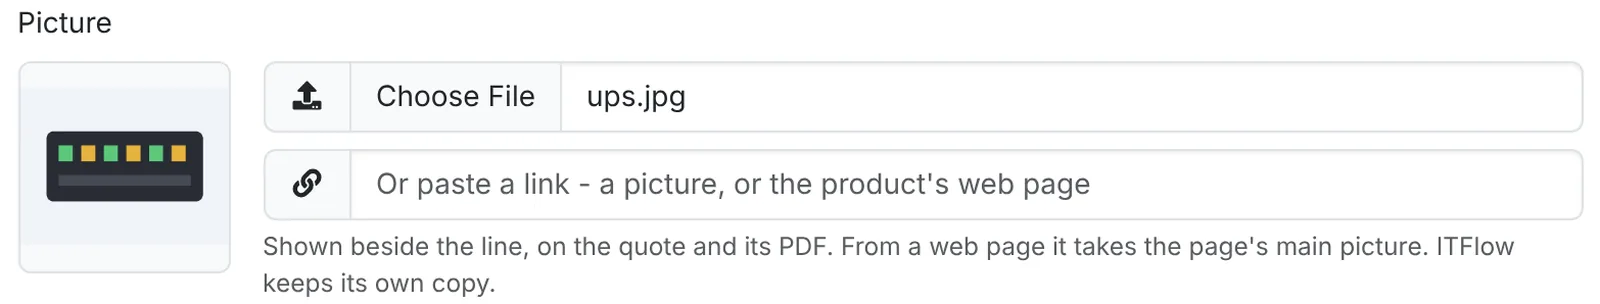 Picture
Choose File
ups.jpg
Or paste a link - a picture, or the product's web page
Shown beside the line, on the quote and its PDF. From a web page it takes the page's main picture. ITFlow
keeps its own copy.